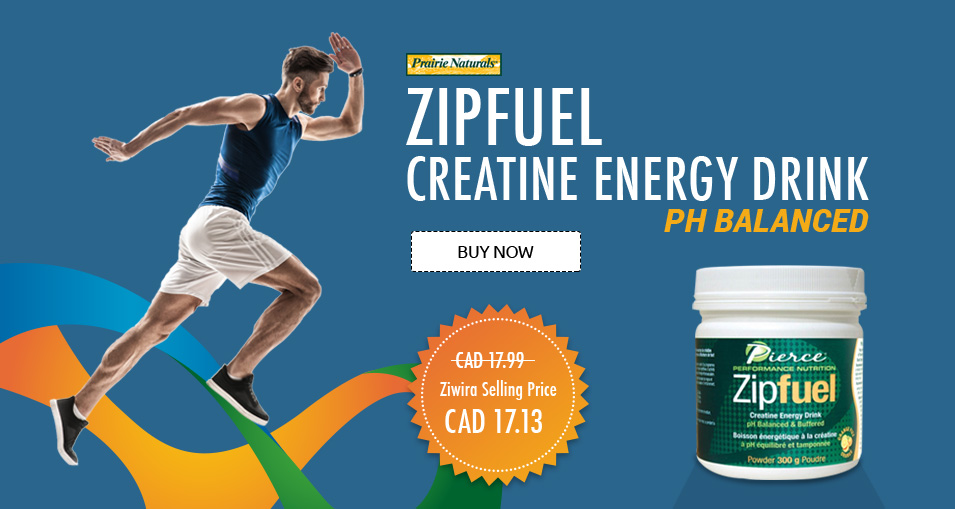 Prairie Naturals
ZIPFUEL
CREATINE ENERGY DRINK
PH BALANCED
BUY NOW
CAD 17.99
Ziwira Selling Price
CAD 17.13
Pierce
PERFORMANCE NUTRITION
Zipfuel
Creatine Energy Drink
pH Balanced & Buffered
Boisson énergétique à la créatine
à pH équilibré et tamponnée
Powder 300 g Poudre